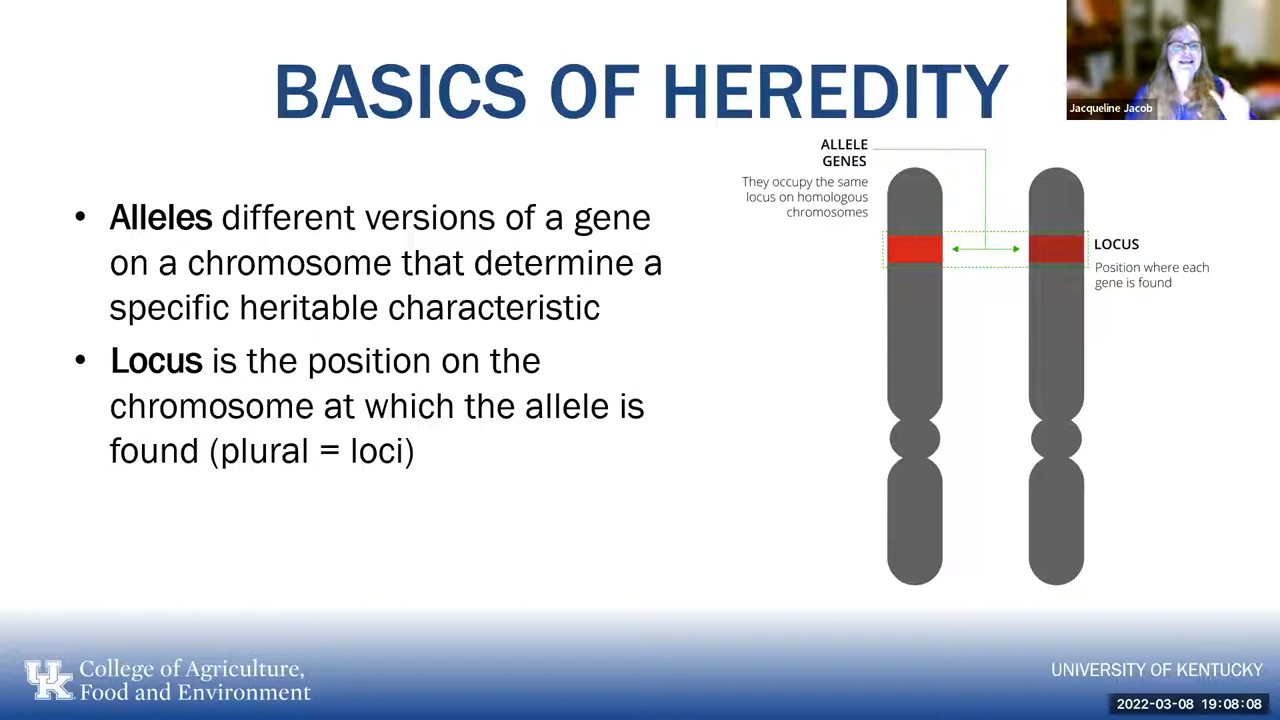 BASICS OF HEREDITY
Jacqueline Jacob
• Alleles different versions of a gene
on a chromosome that determine a
specific heritable characteristic
• Locus is the position on the
chromosome at which the allele is
found (plural = loci)
ALLELE
GENES
They occupy the same
locus on homologous
chromosomes
LOCUS
Position where each
gene is found
UK
College of Agriculture,
Food and Environment
UNIVERSITY OF KENTUCKY
2022-03-08 19:08:08